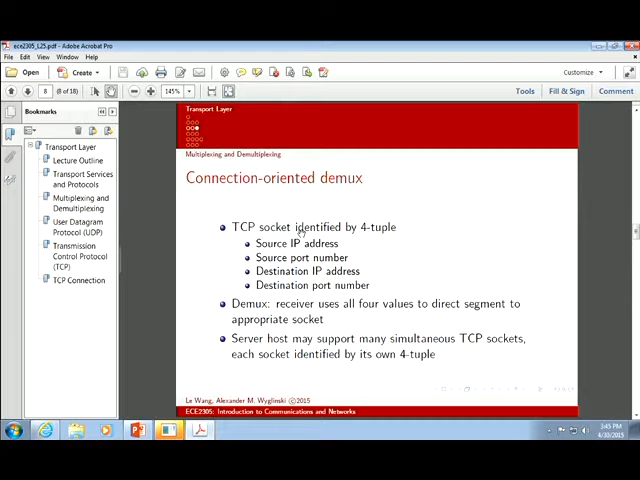 ece2305_L25.pdf - Adobe Acrobat Pro
File Edit View Window Help
Open Create Customize
8 (8 of 18) 145% Tools Fill & Sign Comment
Bookmarks
Transport Layer
Lecture Outline
Transport Services and Protocols
Multiplexing and Demultiplexing
User Datagram Protocol (UDP)
Transmission Control Protocol (TCP)
TCP Connection
Transport Layer
Multiplexing and Demultiplexing
Connection-oriented demux
TCP socket identified by 4-tuple
Source IP address
Source port number
Destination IP address
Destination port number
Demux: receiver uses all four values to direct segment to
appropriate socket
Server host may support many simultaneous TCP sockets,
each socket identified by its own 4-tuple
Le Wang, Alexander M. Wyglinski ©2015
ECE2305: Introduction to Communications and Networks
3:45 PM
4/10/2015